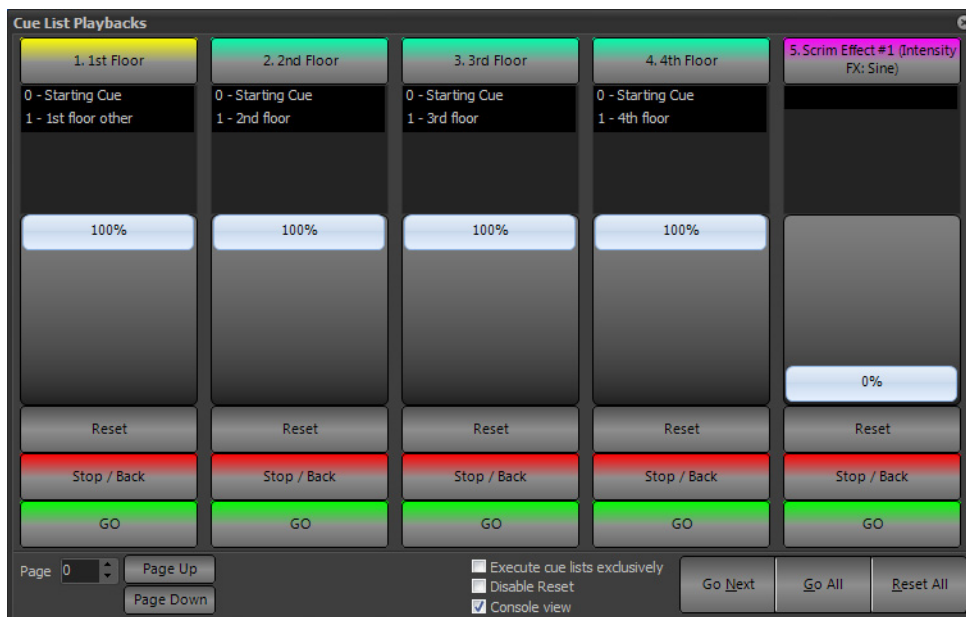 Cue List Playbacks
1. 1st Floor
2. 2nd Floor
3. 3rd Floor
4. 4th Floor
5. Scrim Effect #1 (Intensity
FX: Sine)
0 - Starting Cue
1 - 1st floor other
0 - Starting Cue
1 - 2nd floor
0 - Starting Cue
1 - 3rd floor
0 - Starting Cue
1 - 4th floor
100%
100%
100%
100%
0%
Reset
Reset
Reset
Reset
Reset
Stop / Back
Stop / Back
Stop / Back
Stop / Back
Stop / Back
GO
GO
GO
GO
GO
Page 0
Page Up
Page Down
Execute cue lists exclusively
Disable Reset
Console view
Go Next
Go All
Reset All